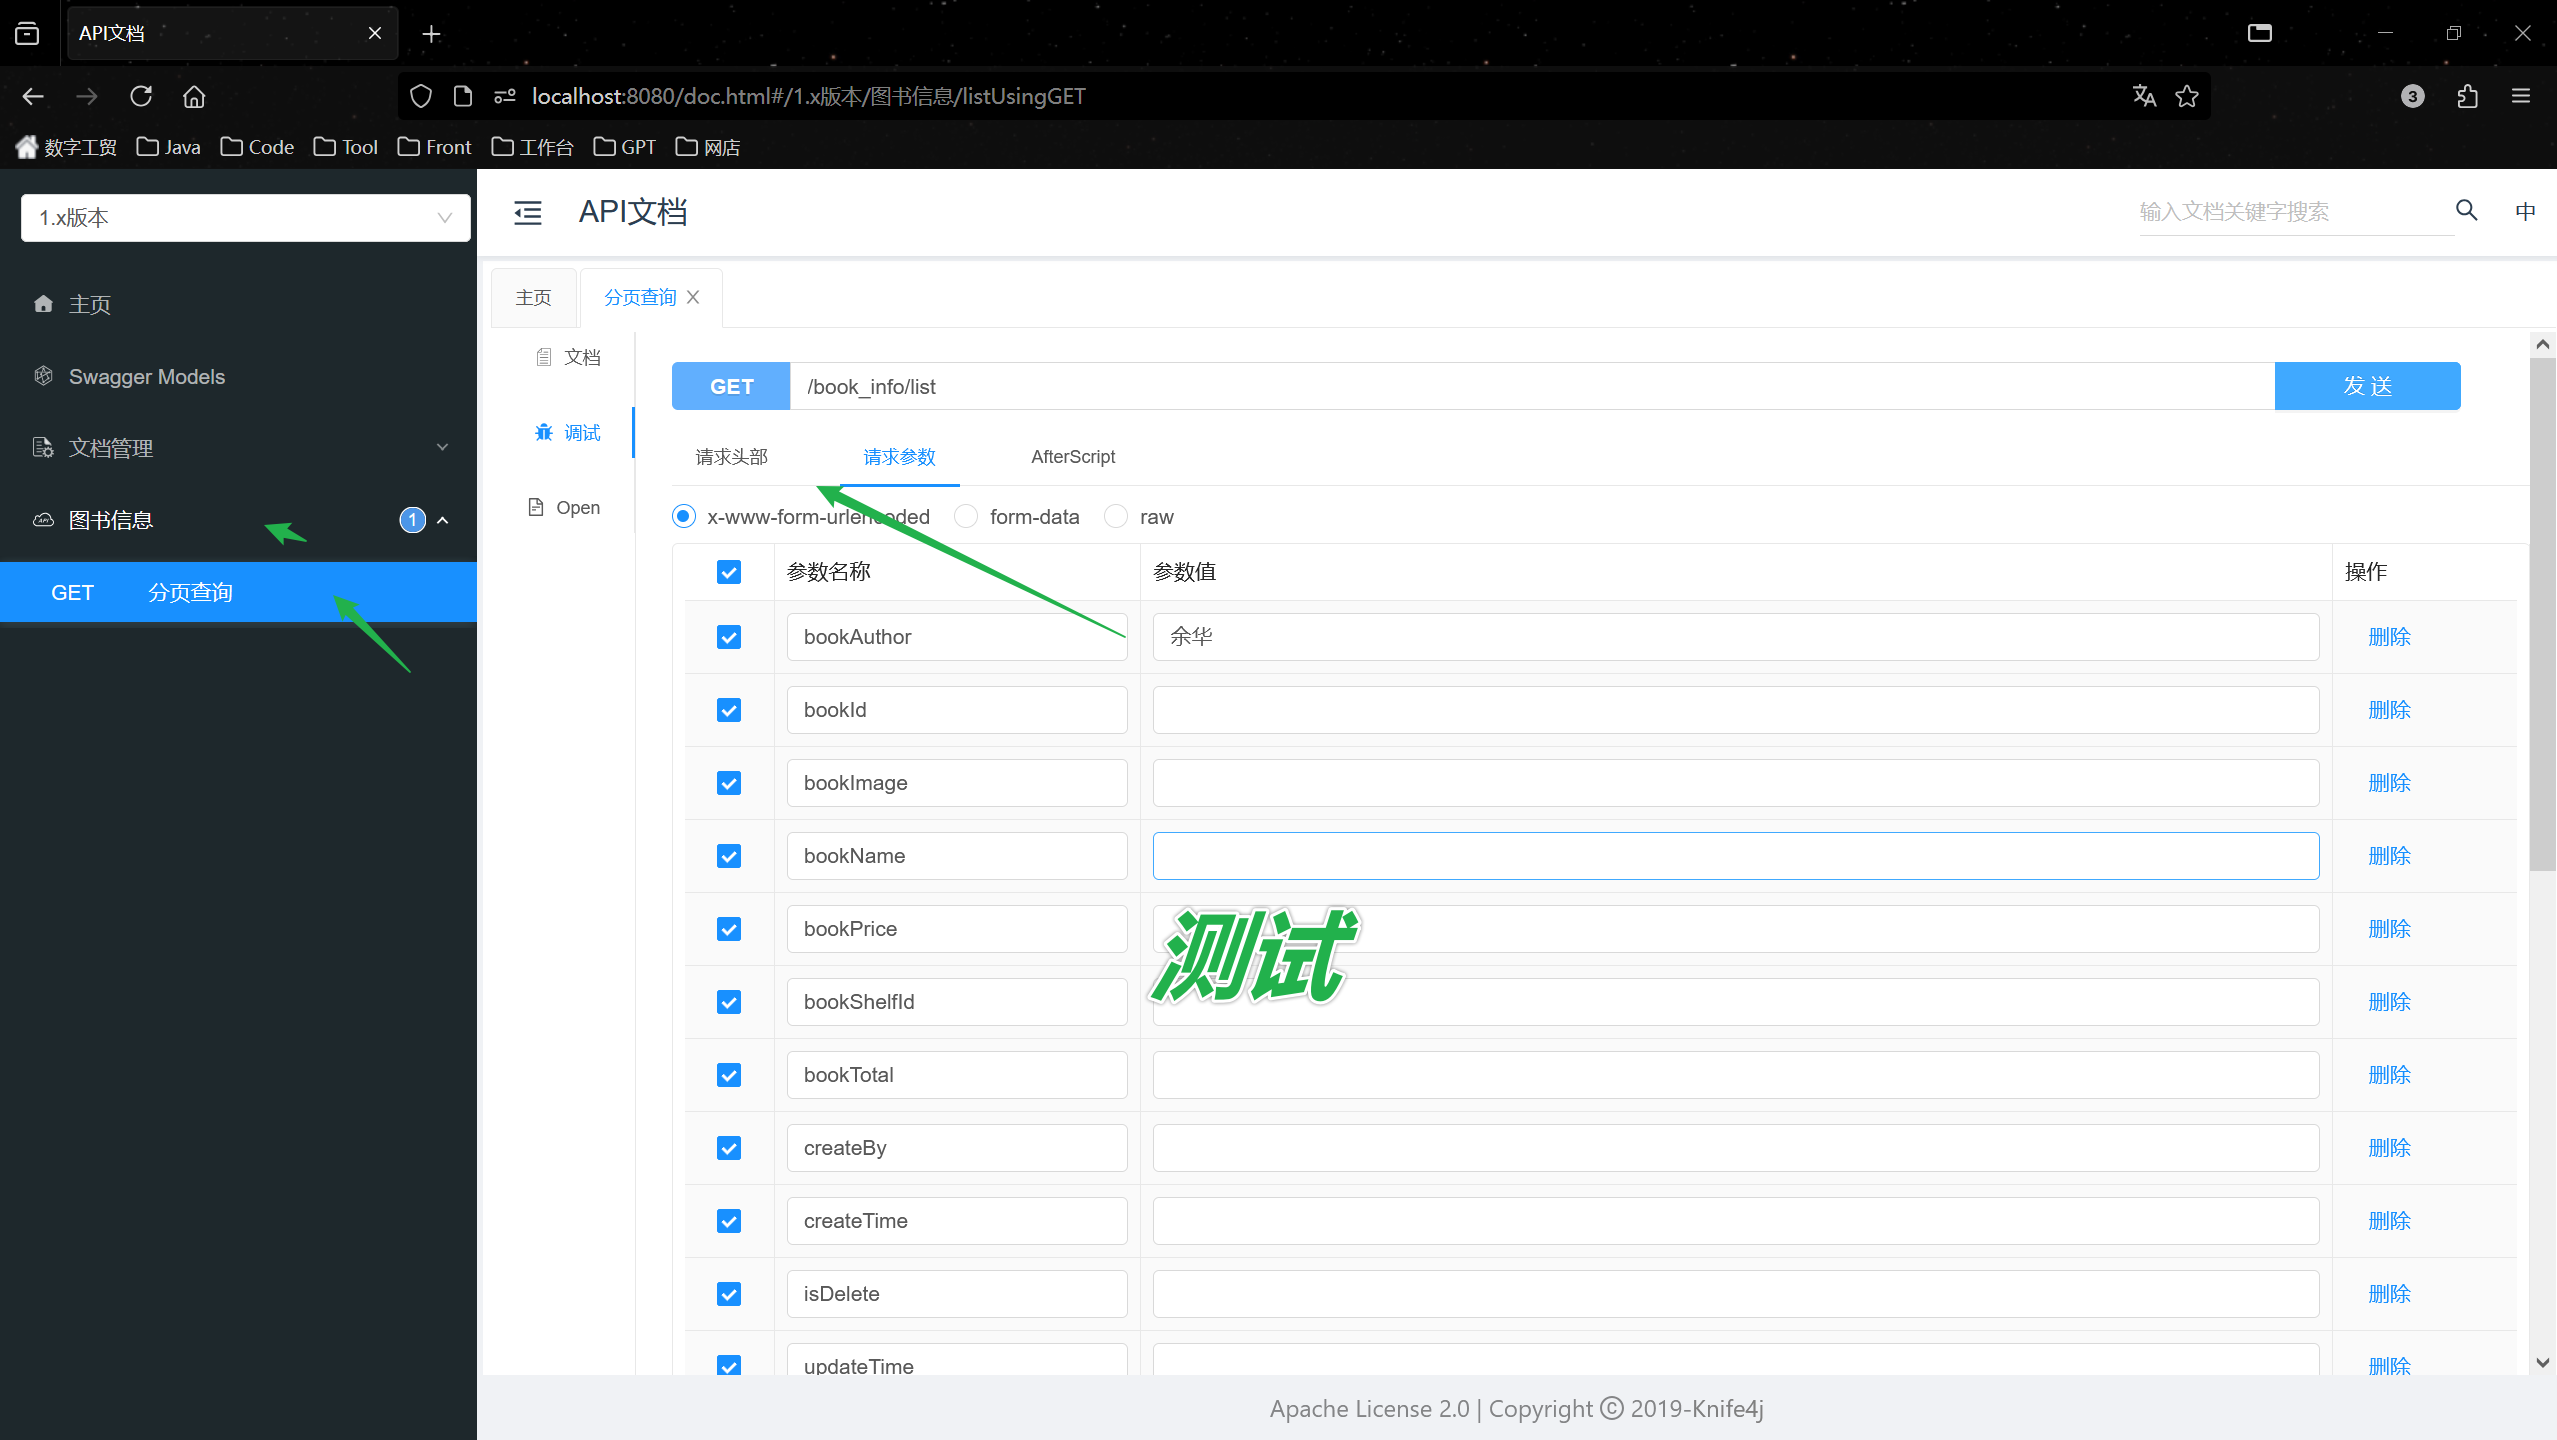 API文档
localhost:8080/doc.html#/1.x版本/图书信息/listUsingGET
3
数字工贸 Java Code Tool Front 工作台 GPT 网店
1.x版本
主页
Swagger Models
文档管理
图书信息 1
GET 分页查询
API文档
输入文档关键字搜索 中
主页 分页查询
文档
调试
Open
GET /book_info/list 发送
请求头部 请求参数 AfterScript
x-www-form-urlencoded form-data raw
参数名称 参数值 操作
bookAuthor 余华 删除
bookId 删除
bookImage 删除
bookName 删除
bookPrice 删除
测试
bookShelfId 删除
bookTotal 删除
createBy 删除
createTime 删除
isDelete 删除
updateTime 删除
Apache License 2.0 | Copyright © 2019-Knife4j